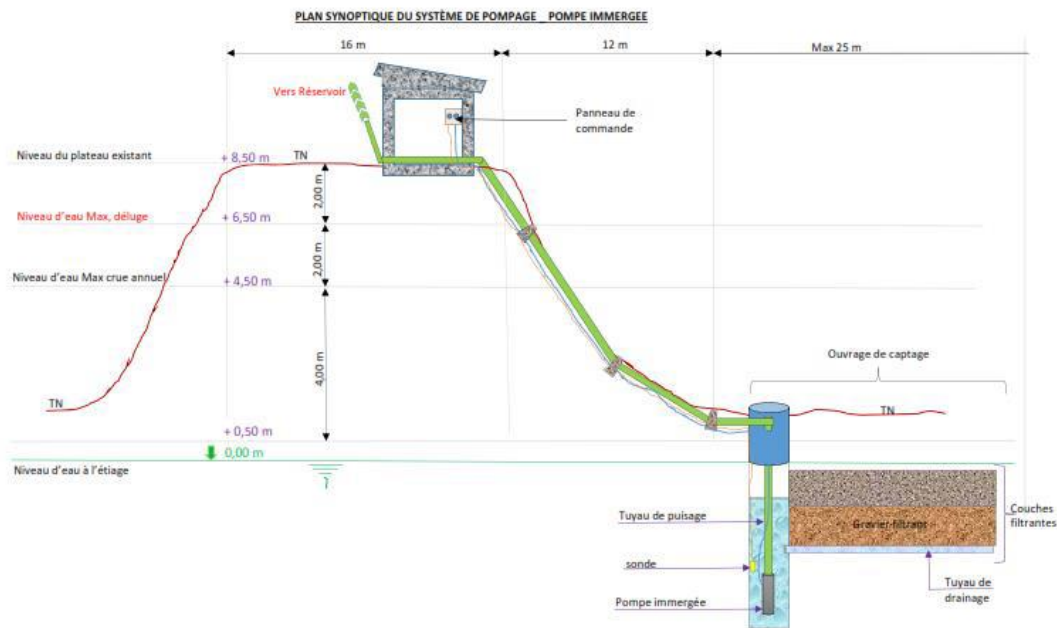 PLAN SYNOPTIQUE DU SYSTÈME DE POMPAGE _ POMPE IMMERGEE
16 m
12 m
Max 25 m
Vers Réservoir
Panneau de
commande
Niveau du plateau existant
+ 8,50 m
TN
2,00 m
Niveau d'eau Max, déluge
+ 6,50 m
2,00 m
Niveau d'eau Max crue annuel
+ 4,50 m
4,00 m
Ouvrage de captage
TN
TN
+ 0,50 m
0,00 m
Niveau d'eau à l'étiage
Couches
filtrantes
Tuyau de puisage
Gravier filtrant
sonde
Tuyau de
drainage
Pompe immergée